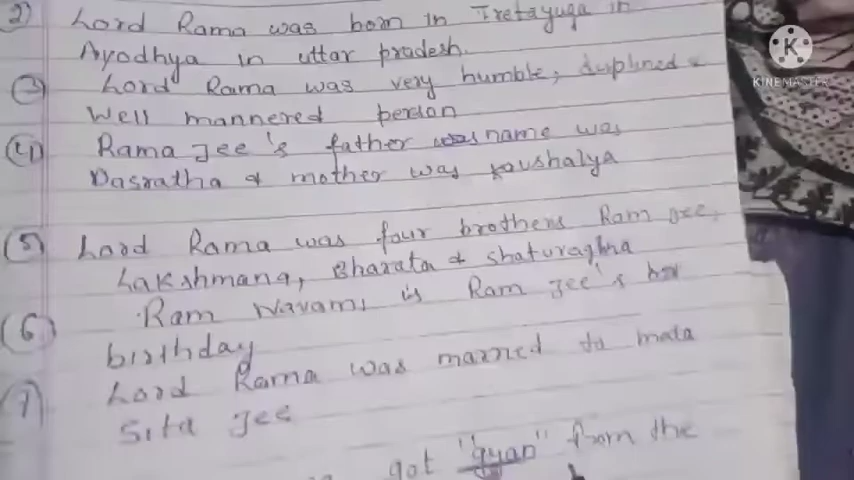 2) Lord Rama was born in Tretayuga in
Ayodhya in uttar pradesh.
K
KINEMASTER
(3) Lord Rama was very humble, &
well mannered person
(4) Rama Jee's father was name was
Dasratha & mother was Kaushalya
(5) Lord Rama was four brothers Ram Jee,
Lakshmana, Bharata & Shaturaghna
(6) Ram Navami is Ram Jee's
birthday
(7) Lord Rama was married to mata
Sita Jee
got "gyan" from the